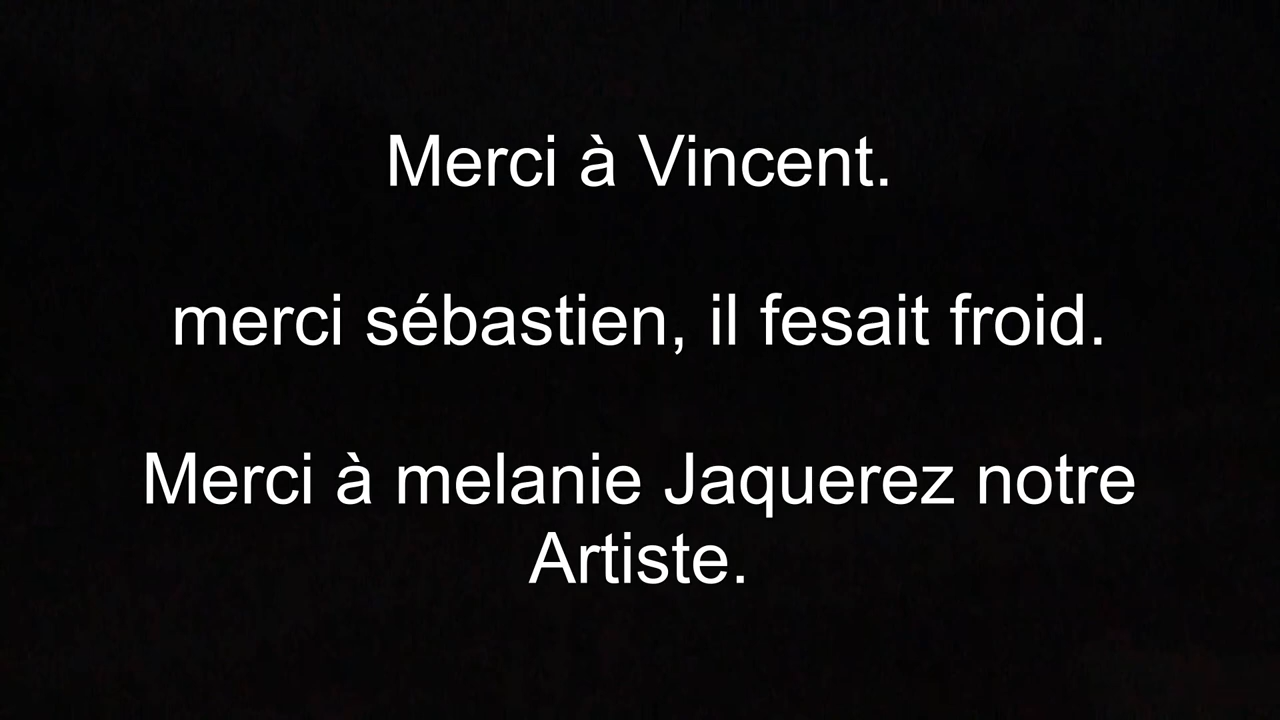 Merci à Vincent.
merci sébastien, il fesait froid.
Merci à melanie Jaquerez notre
Artiste.